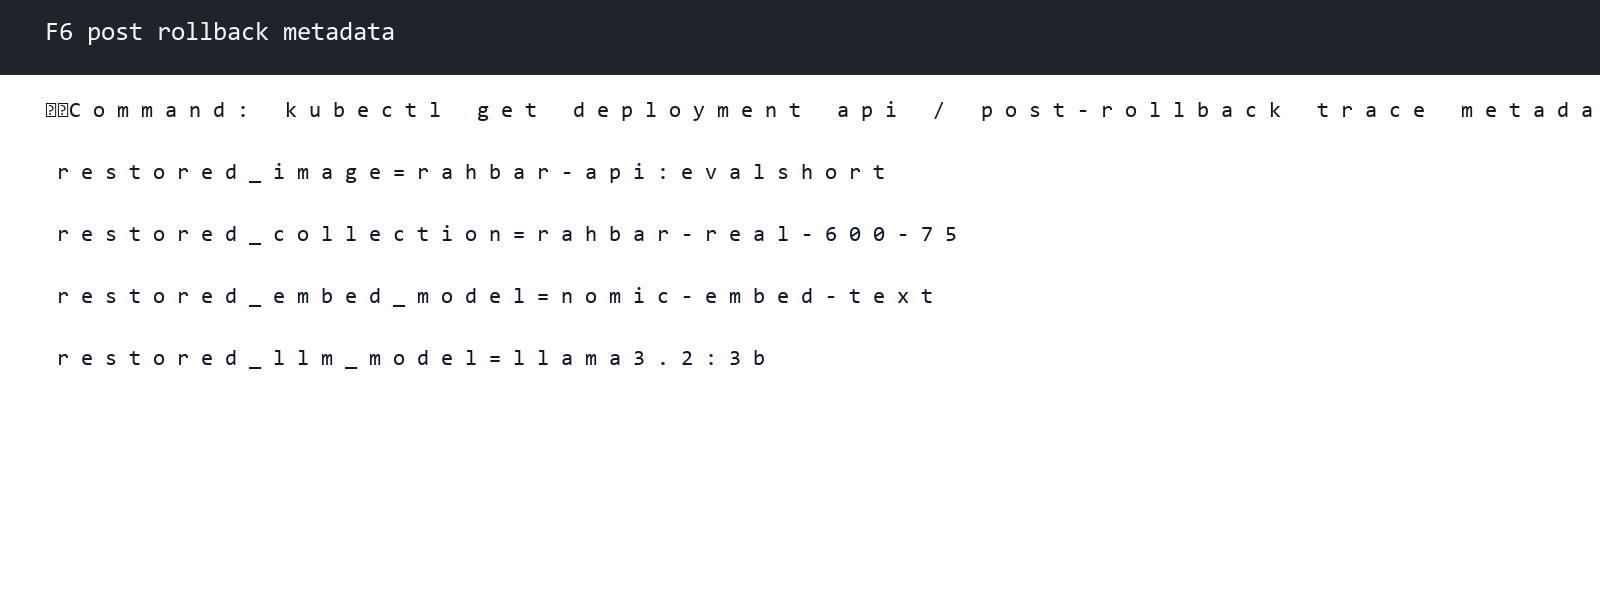 F6 post rollback metadata
Command: kubectl get deployment api / post-rollback trace metada
restored_image=rahbar-api:evalshort
restored_collection=rahbar-real-600-75
restored_embed_model=nomic-embed-text
restored_llm_model=llama3.2:3b